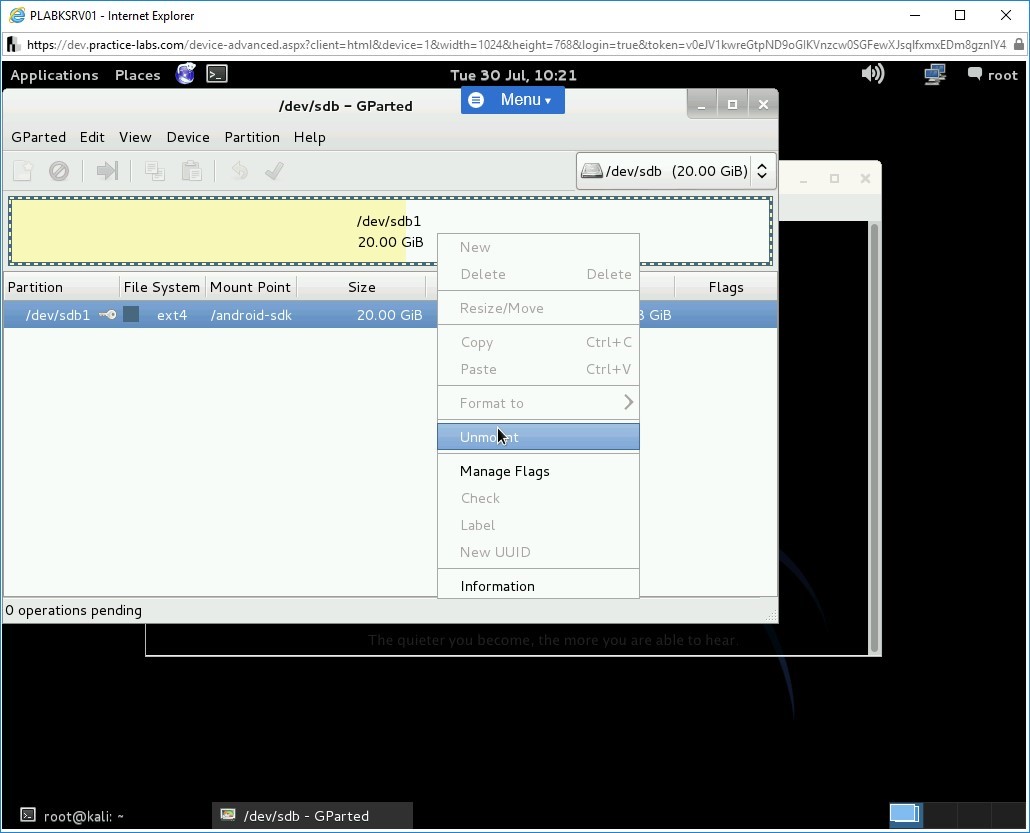 PLABKSRV01 - Internet Explorer
https://dev.practice-labs.com/device-advanced.aspx?client=html&device=1&width=1024&height=768&login=true&token=v0eJV1kwreGtpND9oGlKVnzcw0SGFewXJsqIfxmxEDm8gznIY4
Applications Places Tue 30 Jul, 10:21 root
/dev/sdb - GParted
Menu
GParted Edit View Device Partition Help
/dev/sdb (20.00 GiB)
/dev/sdb1
20.00 GiB
Partition File System Mount Point Size Flags
/dev/sdb1 ext4 /android-sdk 20.00 GiB GiB
New
Delete Delete
Resize/Move
Copy Ctrl+C
Paste Ctrl+V
Format to
Unmount
Manage Flags
Check
Label
New UUID
Information
0 operations pending
The quieter you become, the more you are able to hear.
root@kali: ~
/dev/sdb - GParted